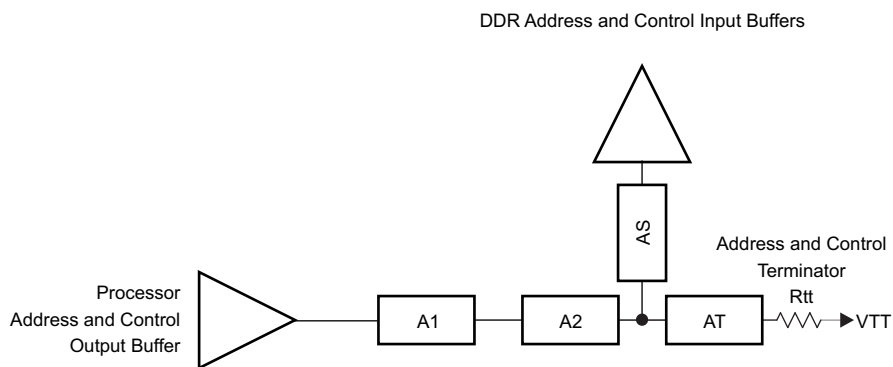 DDR Address and Control Input Buffers
AS
Address and Control
Terminator
Rtt
Processor
Address and Control
Output Buffer
A1
A2
AT
VTT